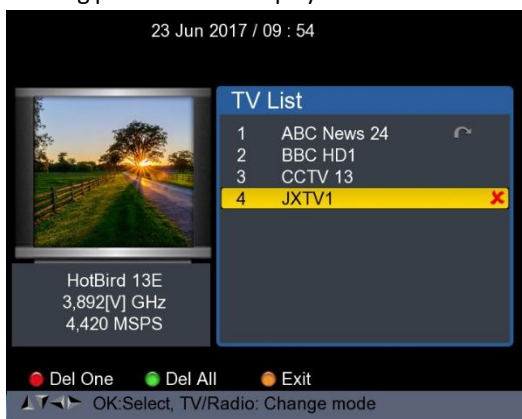 23 Jun 2017 / 09 : 54
TV List
1 ABC News 24
2 BBC HD1
3 CCTV 13
4 JXTV1
HotBird 13E
3,892[V] GHz
4,420 MSPS
Del One Del All Exit
OK:Select, TV/Radio: Change mode